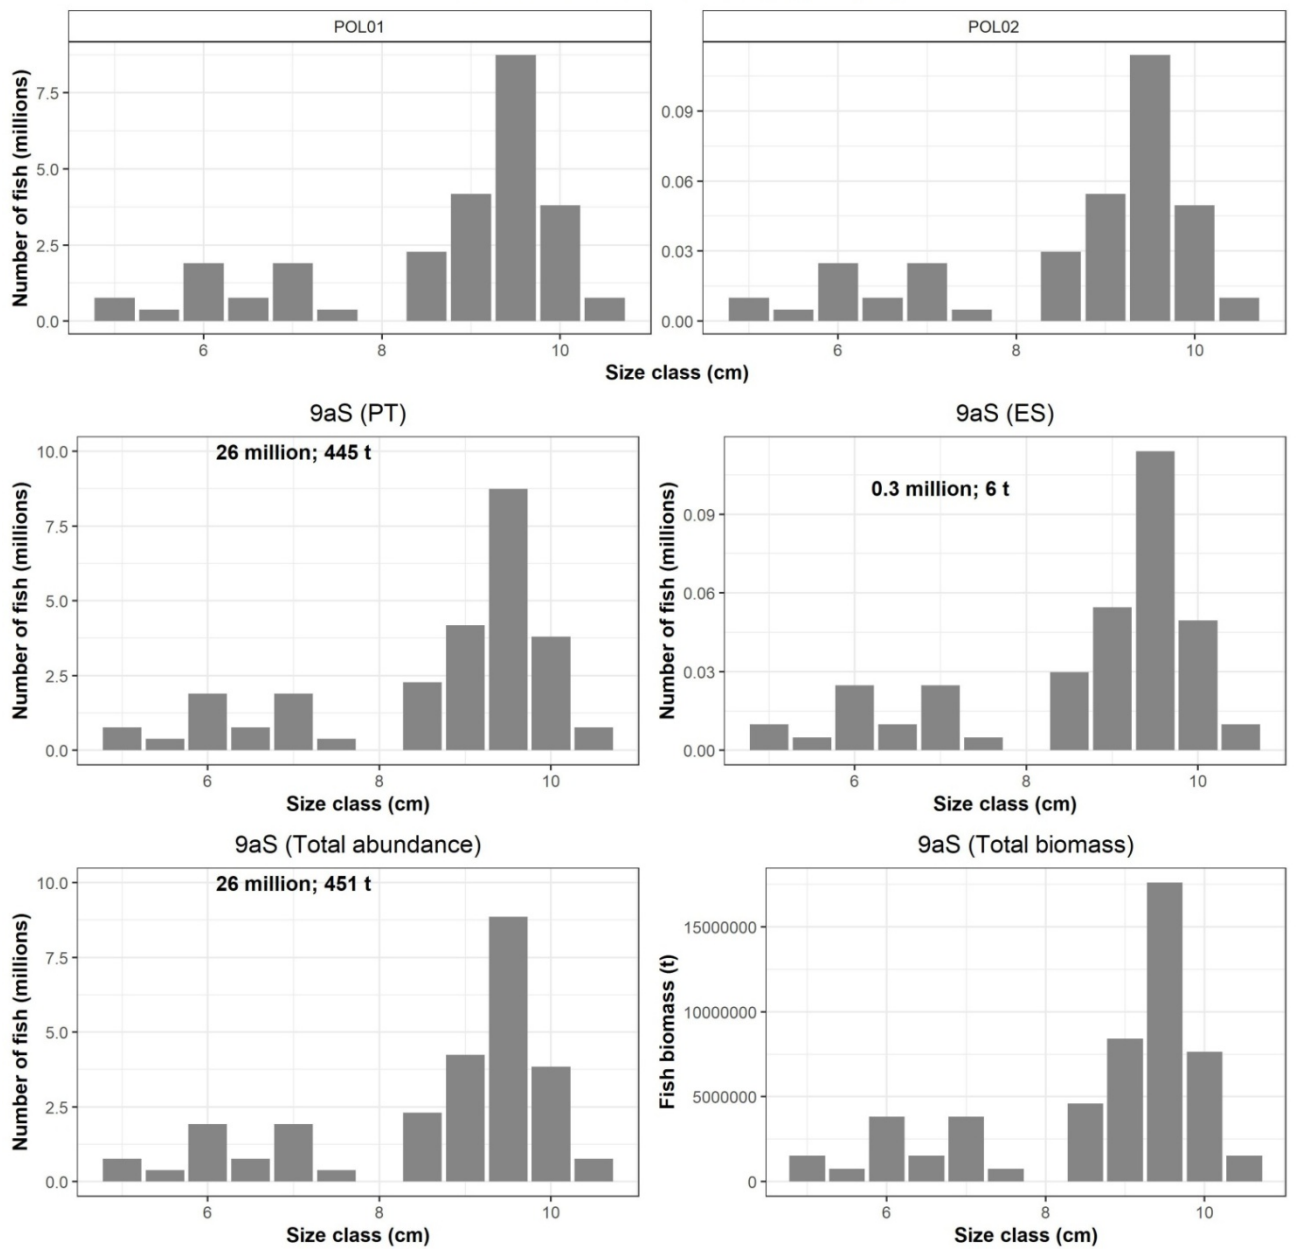 POL01
POL02
Number of fish (millions)
7.5
5.0
2.5
0.0
0.09
0.06
0.03
0.00
6
8
10
6
8
10
Size class (cm)
9aS (PT)
9aS (ES)
26 million; 445 t
0.3 million; 6 t
Number of fish (millions)
10.0
7.5
5.0
2.5
0.0
Number of fish (millions)
0.09
0.06
0.03
0.00
6
8
10
6
8
10
Size class (cm)
Size class (cm)
9aS (Total abundance)
9aS (Total biomass)
26 million; 451 t
Number of fish (millions)
10.0
7.5
5.0
2.5
0.0
Fish biomass (t)
15000000
10000000
5000000
0
6
8
10
6
8
10
Size class (cm)
Size class (cm)